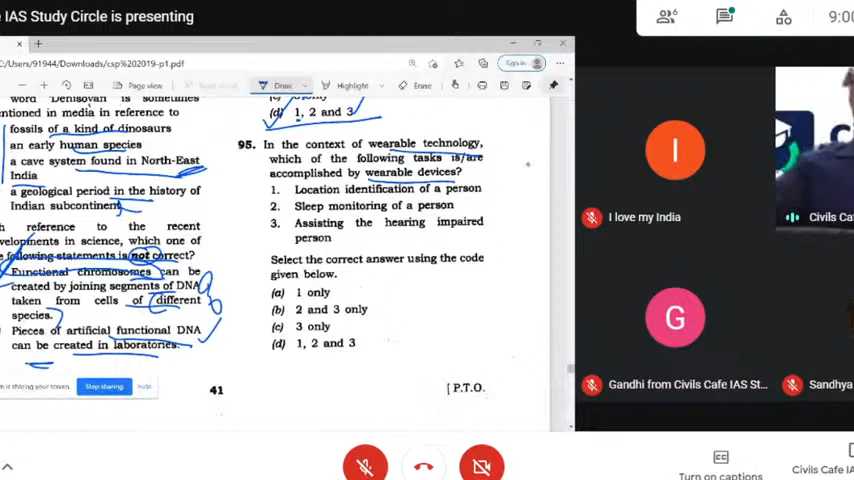 IAS Study Circle is presenting
6
9:00
C:/Users/91944/Downloads/csp%202019-p1.pdf
Sign in
Page view
Read aloud
Draw
Highlight
Erase
word 'Denisovan' is sometimes
mentioned in media in reference to
fossils of a kind of dinosaurs
an early human species
a cave system found in North-East
India
a geological period in the history of
Indian subcontinent
reference to the recent
developments in science, which one of
following statements is not correct?
Functional chromosomes can be
created by joining segments of DNA
taken from cells of different
species.
Pieces of artificial functional DNA
can be created in laboratories.
is sharing your screen.
Stop sharing
Hide
(d) 1, 2 and 3
95. In the context of wearable technology,
which of the following tasks is/are
accomplished by wearable devices?
1. Location identification of a person
2. Sleep monitoring of a person
3. Assisting the hearing impaired
person
Select the correct answer using the code
given below.
(a) 1 only
(b) 2 and 3 only
(c) 3 only
(d) 1, 2 and 3
41
[ P.T.O.
I
I love my India
Civils Cafe
G
Gandhi from Civils Cafe IAS St...
Sandhya
Turn on captions
Civils Cafe IA